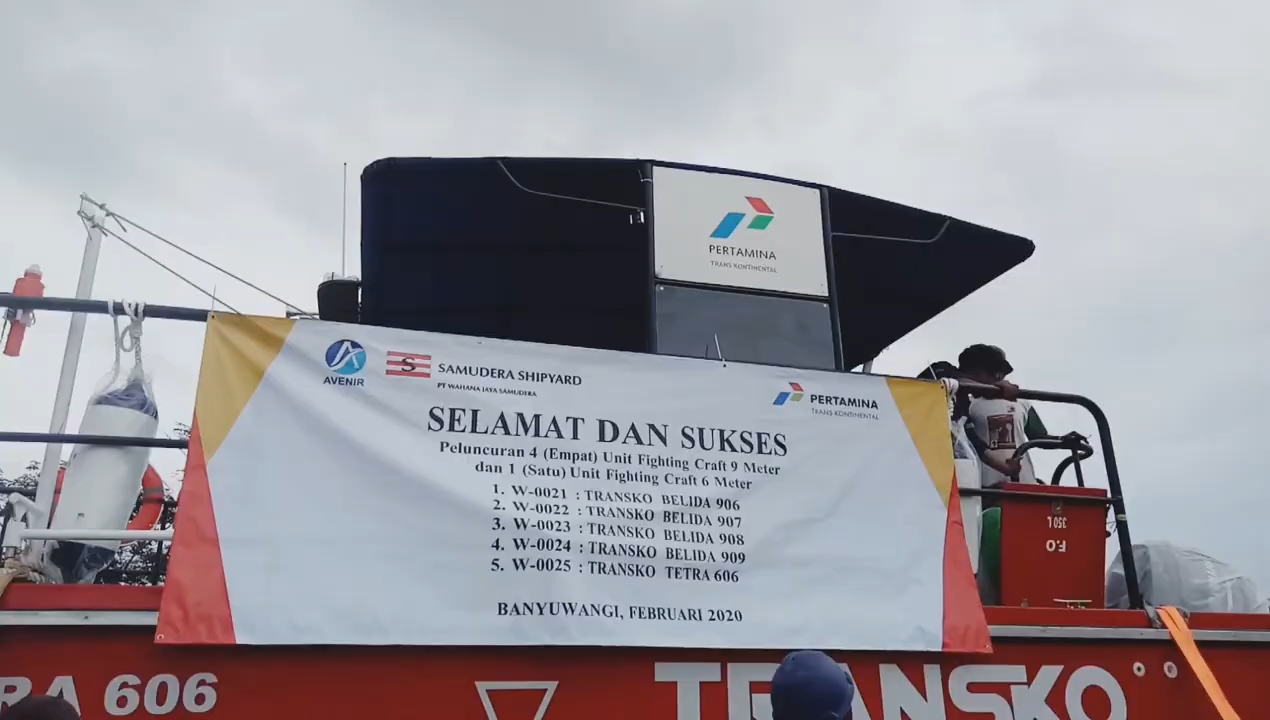 PERTAMINA
TRANS KONTINENTAL
AVENIR
S
SAMUDERA SHIPYARD
PT WAHANA JAYA SAMUDERA
PERTAMINA
TRANS KONTINENTAL
SELAMAT DAN SUKSES
Peluncuran 4 (Empat) Unit Fighting Craft 9 Meter
dan 1 (Satu) Unit Fighting Craft 6 Meter
1. W-0021 : TRANSKO BELIDA 906
2. W-0022 : TRANSKO BELIDA 907
3. W-0023 : TRANSKO BELIDA 908
4. W-0024 : TRANSKO BELIDA 909
5. W-0025 : TRANSKO TETRA 606
BANYUWANGI, FEBRUARI 2020
350L
F.O
RA 606
TRANSKO